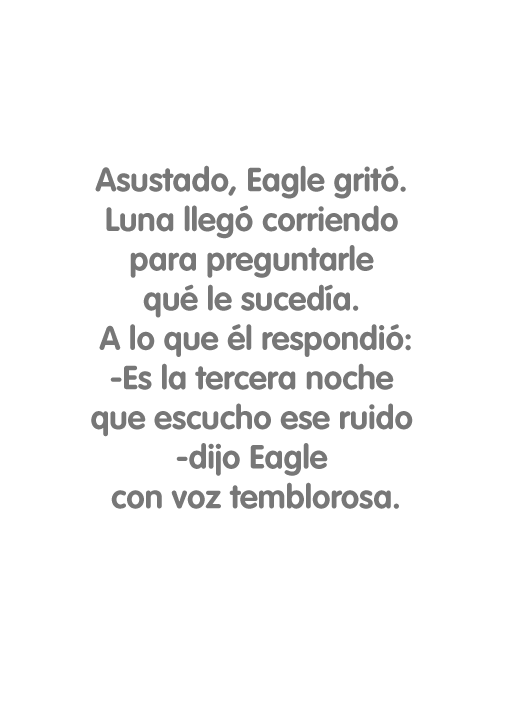 Asustado, Eagle gritó.
Luna llegó corriendo
para preguntarle
qué le sucedía.
A lo que él respondió:
-Es la tercera noche
que escucho ese ruido
-dijo Eagle
con voz temblorosa.